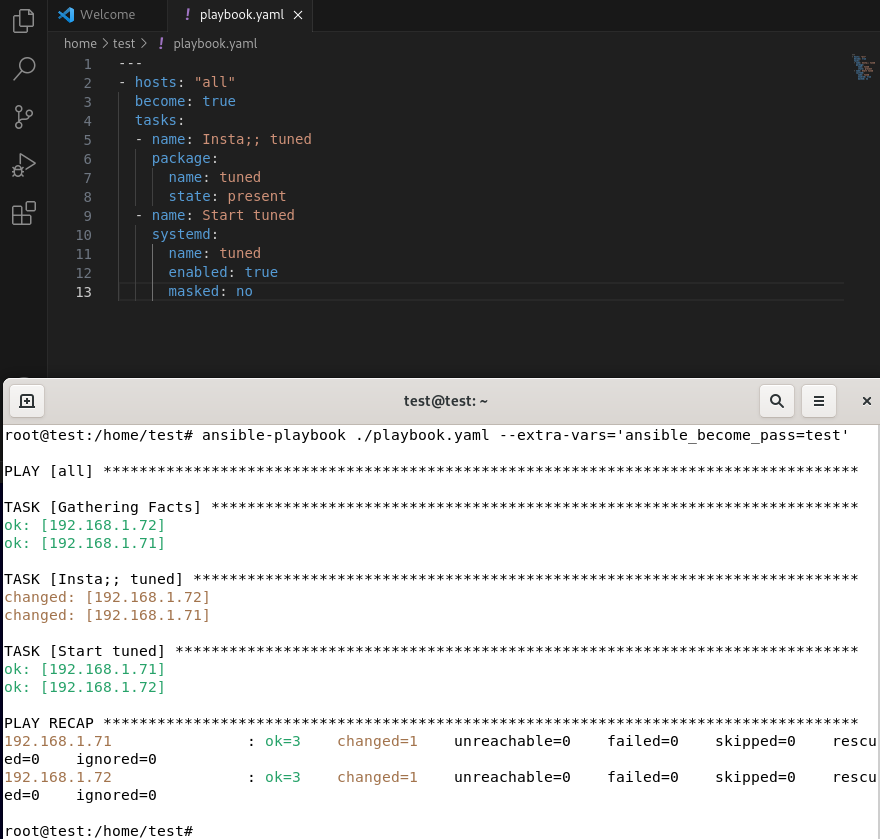 Welcome ! playbook.yaml ×
home > test > ! playbook.yaml
1 ---
2 - hosts: "all"
3   become: true
4   tasks:
5   - name: Insta;; tuned
6     package:
7       name: tuned
8       state: present
9   - name: Start tuned
10     systemd:
11       name: tuned
12       enabled: true
13       masked: no
test@test: ~
root@test:/home/test# ansible-playbook ./playbook.yaml --extra-vars='ansible_become_pass=test'
PLAY [all] ************************************************************************************
TASK [Gathering Facts] ************************************************************************
ok: [192.168.1.72]
ok: [192.168.1.71]
TASK [Insta;; tuned] **************************************************************************
changed: [192.168.1.72]
changed: [192.168.1.71]
TASK [Start tuned] ****************************************************************************
ok: [192.168.1.71]
ok: [192.168.1.72]
PLAY RECAP ************************************************************************************
192.168.1.71               : ok=3    changed=1    unreachable=0    failed=0    skipped=0    rescu
ed=0    ignored=0
192.168.1.72               : ok=3    changed=1    unreachable=0    failed=0    skipped=0    rescu
ed=0    ignored=0
root@test:/home/test#